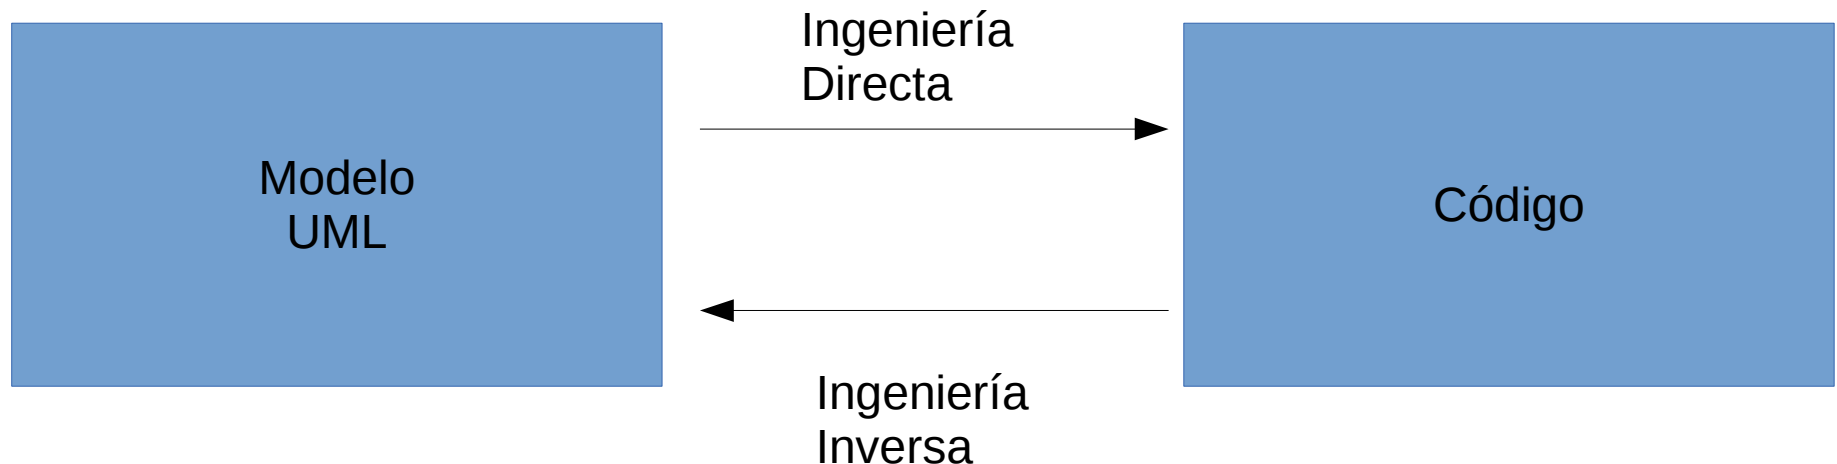 Modelo
UML
Ingeniería
Directa
Ingeniería
Inversa
Código